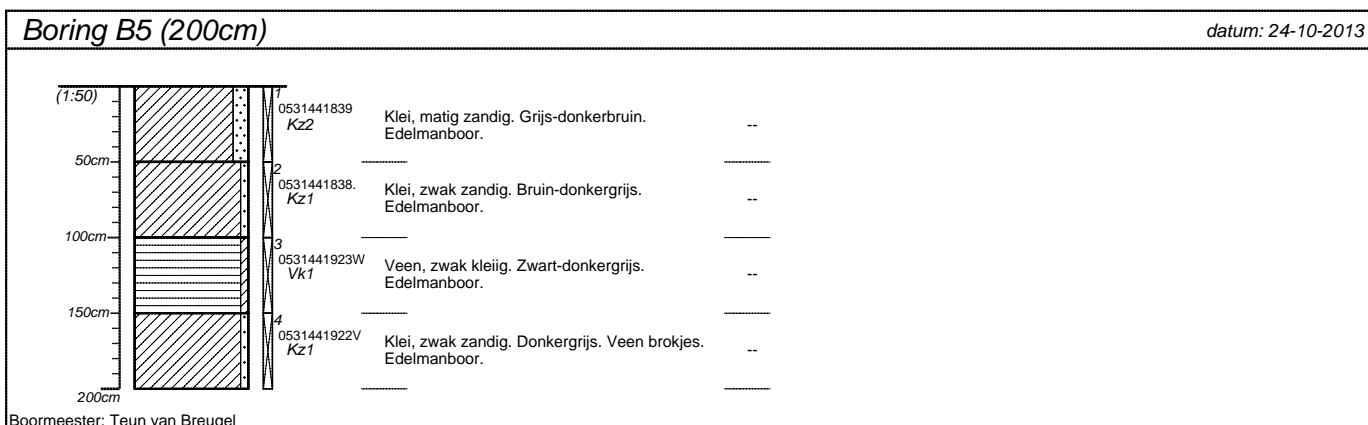 Boring B5 (200cm)
datum: 24-10-2013
(1:50)
1
0531441839
Kz2
Klei, matig zandig. Grijs-donkerbruin.
Edelmanboor.
--
50cm
2
0531441838.
Kz1
Klei, zwak zandig. Bruin-donkergrijs.
Edelmanboor.
--
100cm
3
0531441923W
Vk1
Veen, zwak kleiig. Zwart-donkergrijs.
Edelmanboor.
--
150cm
4
0531441922V
Kz1
Klei, zwak zandig. Donkergrijs. Veen brokjes.
Edelmanboor.
--
200cm
Boormeester: Teun van Breugel